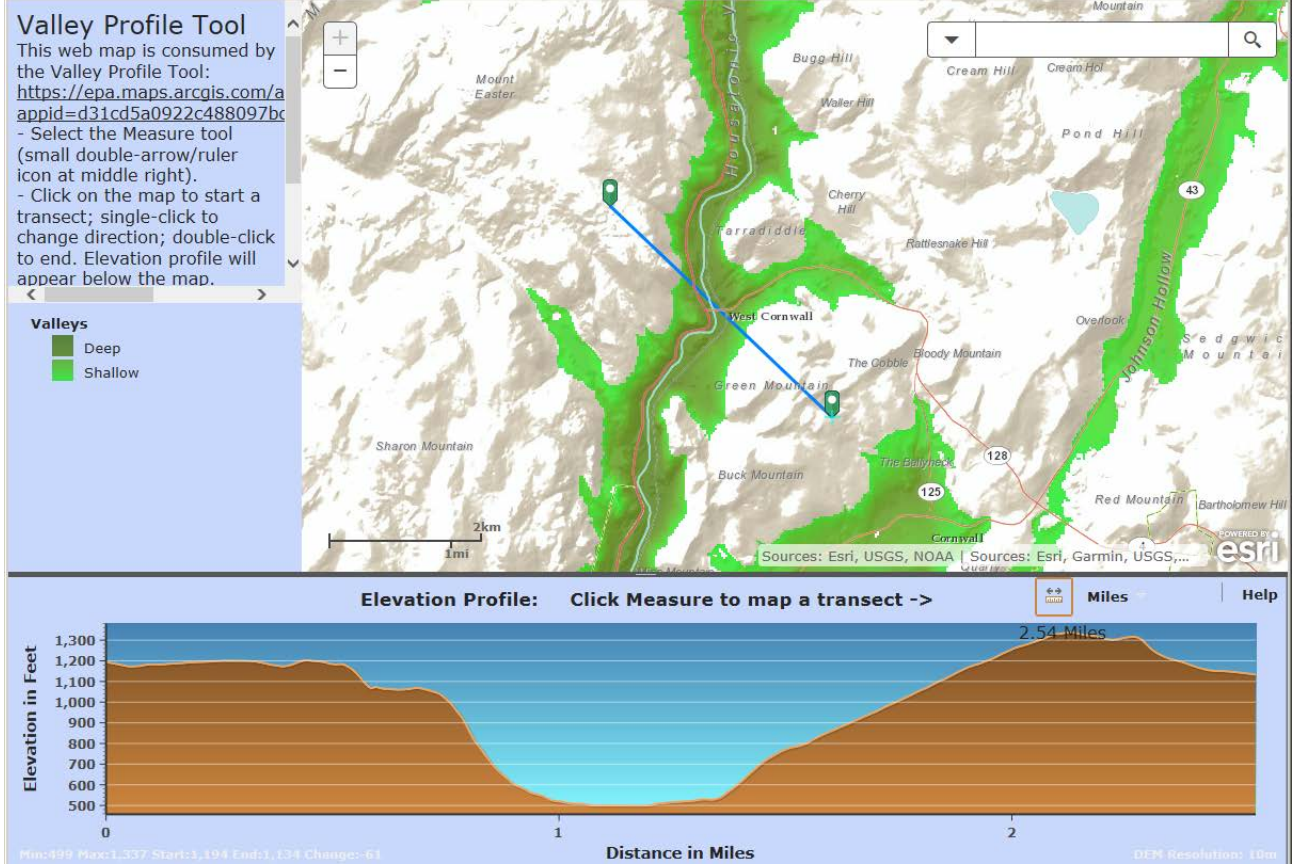 Valley Profile Tool
This web map is consumed by
the Valley Profile Tool:
https://epa.maps.arcgis.com/a
appid=d31cd5a0922c488097bc
- Select the Measure tool
(small double-arrow/ruler
icon at middle right).
- Click on the map to start a
transect; single-click to
change direction; double-click
to end. Elevation profile will
appear below the map.
Valleys
Deep
Shallow
+
−
Mountain
Mount
Easter
Housatonic V
Bugg Hill
Cream Hill
Cream Hol
Waller Hill
1
Pond Hill
43
Cherry
Hill
Tarradiddle
Rattlesnake Hill
Johnson Hollow
West Cornwall
Overlook
Sedgwic
Mountai
The Cobble
Bloody Mountain
Green Mountain
Sharon Mountain
Buck Mountain
The Ballyneck
128
125
Red Mountain
Bartholomew Hill
Cornwall
2km
1mi
Sources: Esri, USGS, NOAA | Sources: Esri, Garmin, USGS,...
POWERED BY
esri
Elevation Profile: Click Measure to map a transect ->
Miles
Help
2.54 Miles
Elevation in Feet
1,300
1,200
1,100
1,000
900
800
700
600
500
0
1
2
Distance in Miles
Min:499 Max:1,337 Start:1,194 End:1,134 Change:-61
DEM Resolution: 10m